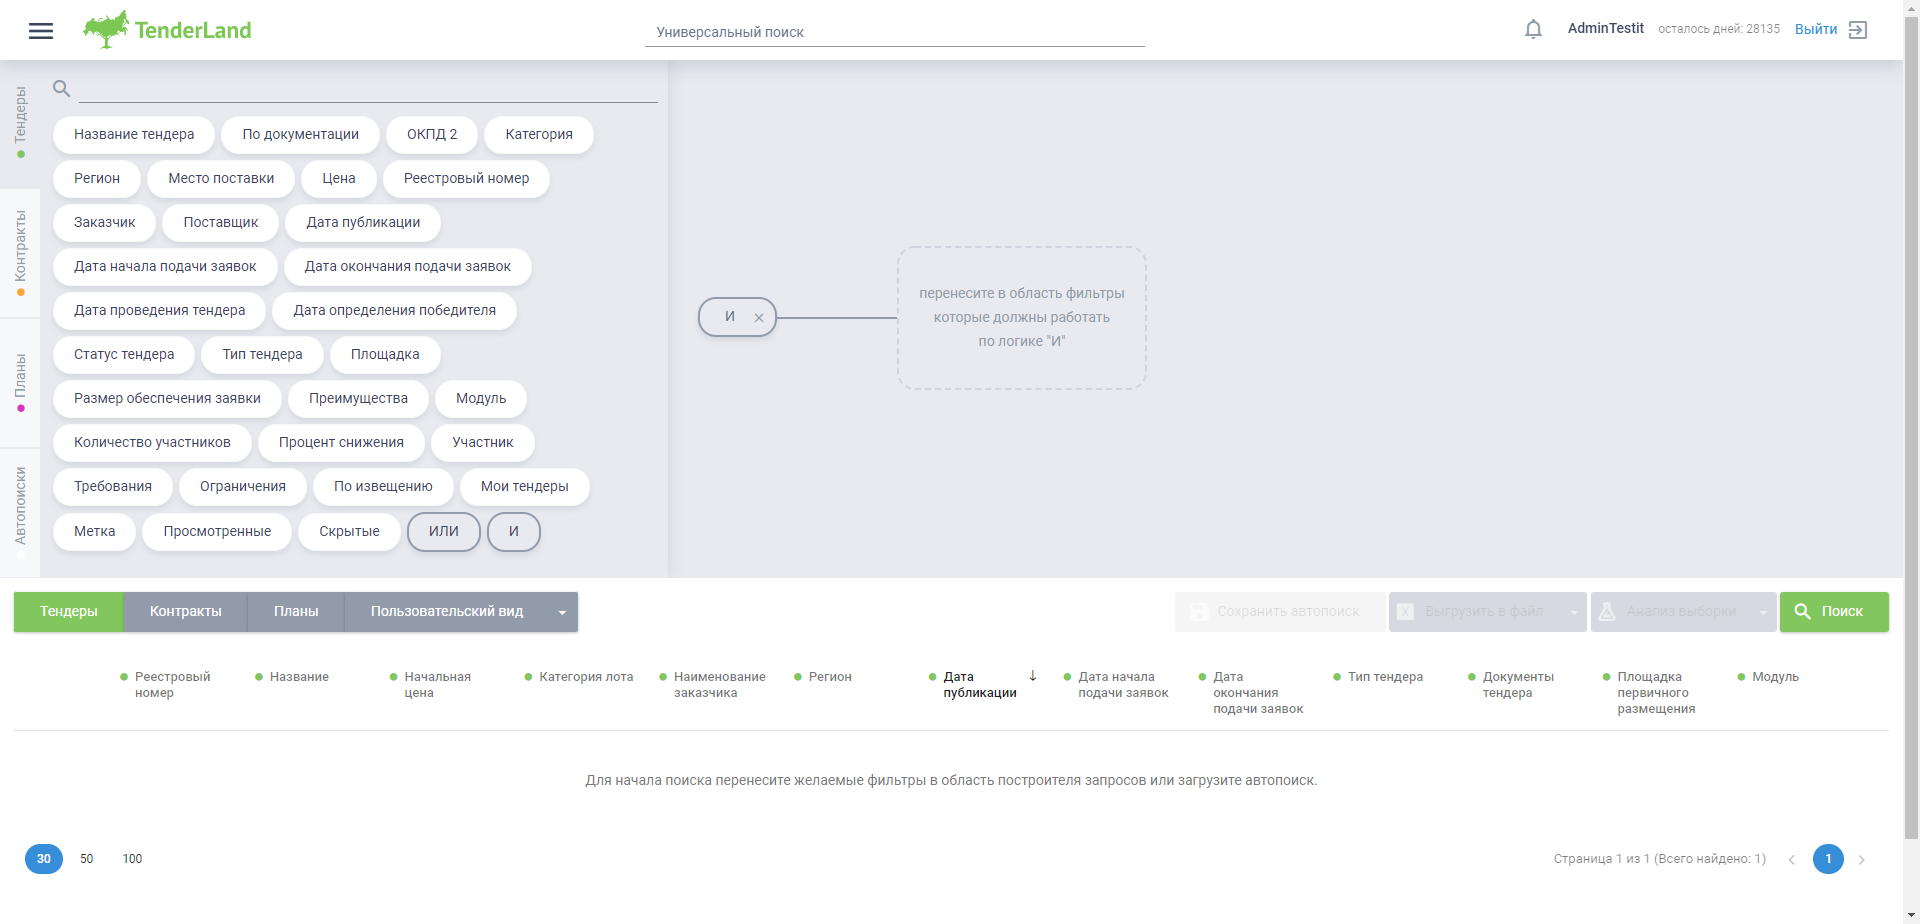 TenderLand
Универсальный поиск
AdminTestit
осталось дней: 28135
Выйти
Тендеры
Контракты
Планы
Автопоиски
Название тендера
По документации
ОКПД 2
Категория
Регион
Место поставки
Цена
Реестровый номер
Заказчик
Поставщик
Дата публикации
Дата начала подачи заявок
Дата окончания подачи заявок
Дата проведения тендера
Дата определения победителя
Статус тендера
Тип тендера
Площадка
Размер обеспечения заявки
Преимущества
Модуль
Количество участников
Процент снижения
Участник
Требования
Ограничения
По извещению
Мои тендеры
Метка
Просмотренные
Скрытые
ИЛИ
И
И
перенесите в область фильтры
которые должны работать
по логике "И"
Тендеры
Контракты
Планы
Пользовательский вид
Сохранить автопоиск
Выгрузить в файл
Анализ выборки
Поиск
Реестровый
номер
Название
Начальная
цена
Категория лота
Наименование
заказчика
Регион
Дата
публикации
Дата начала
подачи заявок
Дата
окончания
подачи заявок
Тип тендера
Документы
тендера
Площадка
первичного
размещения
Модуль
Для начала поиска перенесите желаемые фильтры в область построителя запросов или загрузите автопоиск.
30
50
100
Страница 1 из 1 (Всего найдено: 1)
1